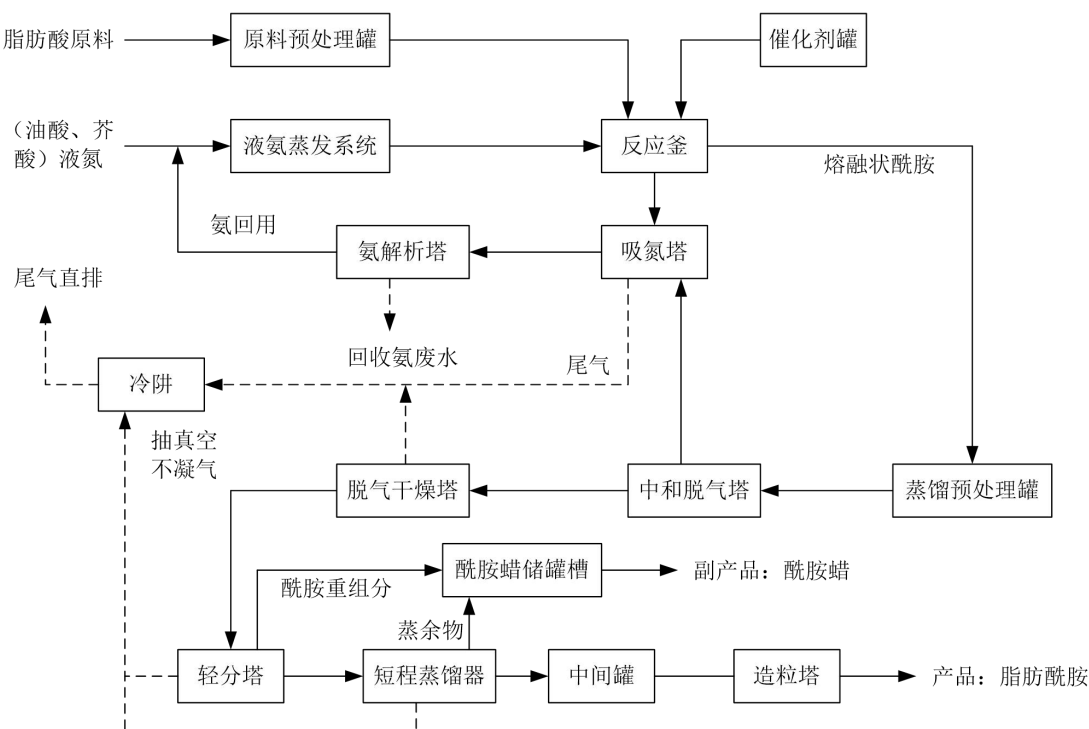 脂肪酸原料
原料预处理罐
催化剂罐
（油酸、芥
酸）液氮
液氨蒸发系统
反应釜
熔融状酰胺
氨回用
氨解析塔
吸氮塔
尾气直排
回收氨废水
尾气
冷阱
抽真空
不凝气
脱气干燥塔
中和脱气塔
蒸馏预处理罐
酰胺重组分
酰胺蜡储罐槽
副产品：酰胺蜡
蒸余物
轻分塔
短程蒸馏器
中间罐
造粒塔
产品：脂肪酰胺